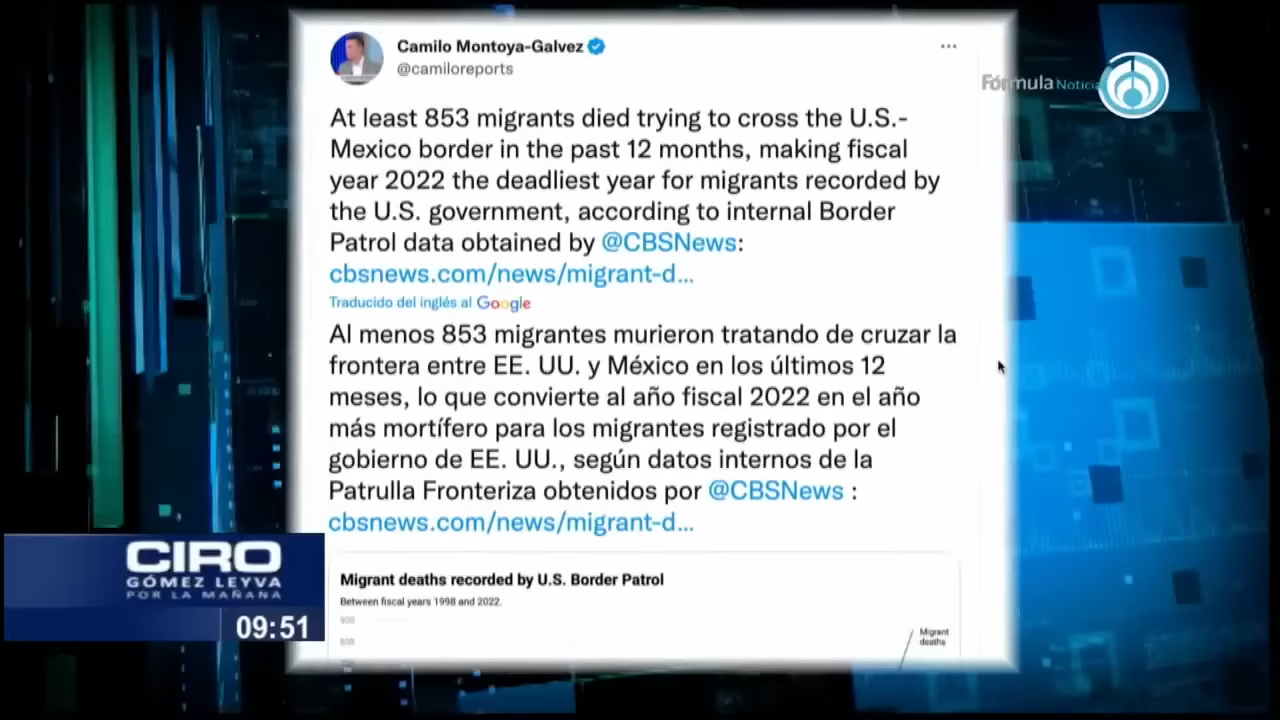 Camilo Montoya-Galvez
@camiloreports
Fórmula Noticia
At least 853 migrants died trying to cross the U.S.-
Mexico border in the past 12 months, making fiscal
year 2022 the deadliest year for migrants recorded by
the U.S. government, according to internal Border
Patrol data obtained by @CBSNews:
cbsnews.com/news/migrant-d...
Traducido del inglés al Google
Al menos 853 migrantes murieron tratando de cruzar la
frontera entre EE. UU. y México en los últimos 12
meses, lo que convierte al año fiscal 2022 en el año
más mortífero para los migrantes registrado por el
gobierno de EE. UU., según datos internos de la
Patrulla Fronteriza obtenidos por @CBSNews :
cbsnews.com/news/migrant-d...
Migrant deaths recorded by U.S. Border Patrol
Between fiscal years 1998 and 2022.
900
800
Migrant
deaths
CIRO
GÓMEZ LEYVA
POR LA MAÑANA
09:51